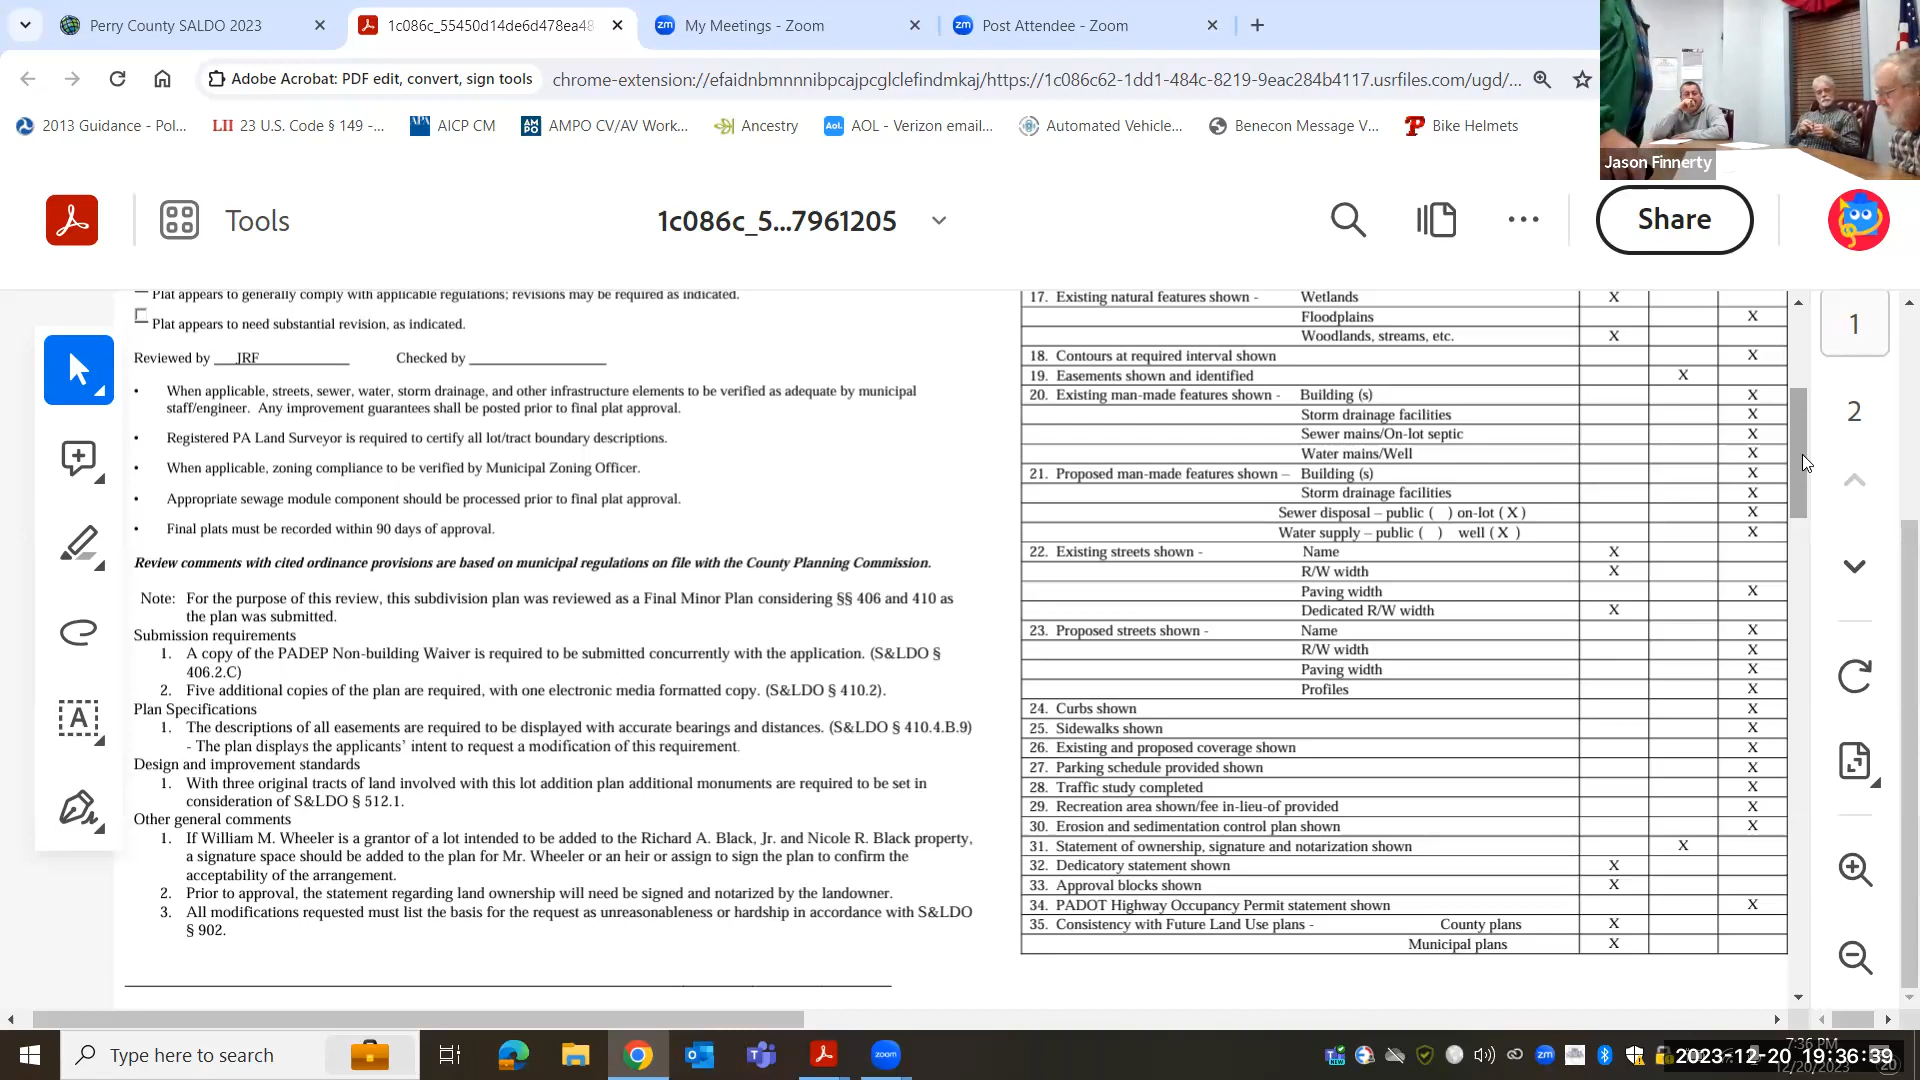 Perry County SALDO 2023
1c086c_55450d14de6d478ea48
My Meetings - Zoom
Post Attendee - Zoom
Adobe Acrobat: PDF edit, convert, sign tools
chrome-extension://efaidnbmnnnibpcajpcglclefindmkaj/https://1c086c62-1dd1-484c-8219-9eac284b4117.usrfiles.com/ugd/...
2013 Guidance - Pol...
LII 23 U.S. Code § 149 -...
AICP CM
AMPO CV/AV Work...
Ancestry
Aol. AOL - Verizon email...
Automated Vehicle...
Benecon Message V...
Bike Helmets
Jason Finnerty
Tools
1c086c_5...7961205
Share
Plat appears to generally comply with applicable regulations; revisions may be required as indicated.
Plat appears to need substantial revision, as indicated.
Reviewed by JRF Checked by
• When applicable, streets, sewer, water, storm drainage, and other infrastructure elements to be verified as adequate by municipal
staff/engineer. Any improvement guarantees shall be posted prior to final plat approval.
• Registered PA Land Surveyor is required to certify all lot/tract boundary descriptions.
• When applicable, zoning compliance to be verified by Municipal Zoning Officer.
• Appropriate sewage module component should be processed prior to final plat approval.
• Final plats must be recorded within 90 days of approval.
Review comments with cited ordinance provisions are based on municipal regulations on file with the County Planning Commission.
Note: For the purpose of this review, this subdivision plan was reviewed as a Final Minor Plan considering §§ 406 and 410 as
the plan was submitted.
Submission requirements
1. A copy of the PADEP Non-building Waiver is required to be submitted concurrently with the application. (S&LDO §
406.2.C)
2. Five additional copies of the plan are required, with one electronic media formatted copy. (S&LDO § 410.2).
Plan Specifications
1. The descriptions of all easements are required to be displayed with accurate bearings and distances. (S&LDO § 410.4.B.9)
- The plan displays the applicants' intent to request a modification of this requirement.
Design and improvement standards
1. With three original tracts of land involved with this lot addition plan additional monuments are required to be set in
consideration of S&LDO § 512.1.
Other general comments
1. If William M. Wheeler is a grantor of a lot intended to be added to the Richard A. Black, Jr. and Nicole R. Black property,
a signature space should be added to the plan for Mr. Wheeler or an heir or assign to sign the plan to confirm the
acceptability of the arrangement.
2. Prior to approval, the statement regarding land ownership will need be signed and notarized by the landowner.
3. All modifications requested must list the basis for the request as unreasonableness or hardship in accordance with S&LDO
§ 902.
17. Existing natural features shown - Wetlands X
Floodplains X
Woodlands, streams, etc. X
18. Contours at required interval shown X
19. Easements shown and identified X
20. Existing man-made features shown - Building (s) X
Storm drainage facilities X
Sewer mains/On-lot septic X
Water mains/Well X
21. Proposed man-made features shown – Building (s) X
Storm drainage facilities X
Sewer disposal – public ( ) on-lot ( X ) X
Water supply – public ( ) well ( X ) X
22. Existing streets shown - Name X
R/W width X
Paving width X
Dedicated R/W width X
23. Proposed streets shown - Name X
R/W width X
Paving width X
Profiles X
24. Curbs shown X
25. Sidewalks shown X
26. Existing and proposed coverage shown X
27. Parking schedule provided shown X
28. Traffic study completed X
29. Recreation area shown/fee in-lieu-of provided X
30. Erosion and sedimentation control plan shown X
31. Statement of ownership, signature and notarization shown X
32. Dedicatory statement shown X
33. Approval blocks shown X
34. PADOT Highway Occupancy Permit statement shown X
35. Consistency with Future Land Use plans - County plans X
Municipal plans X
1
2
Type here to search
zoom
zm
7:36 PM
2023-12-20 19:36:39
12/20/2023
20